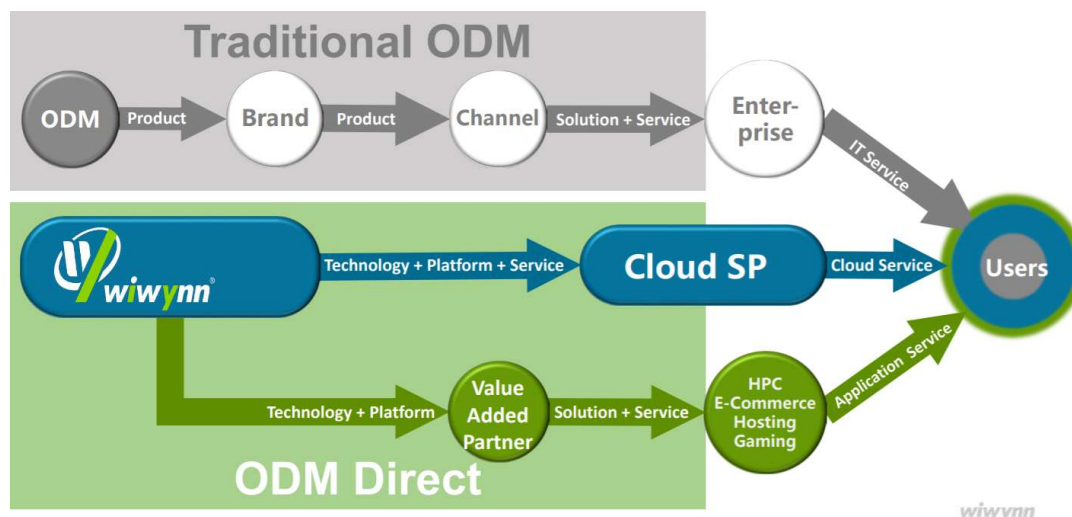 Traditional ODM
ODM
Product
Brand
Product
Channel
Solution + Service
Enter-
prise
IT Service
wiwynn®
Technology + Platform + Service
Cloud SP
Cloud Service
Users
Technology + Platform
Value
Added
Partner
Solution + Service
HPC
E-Commerce
Hosting
Gaming
Application Service
ODM Direct
wiwynn